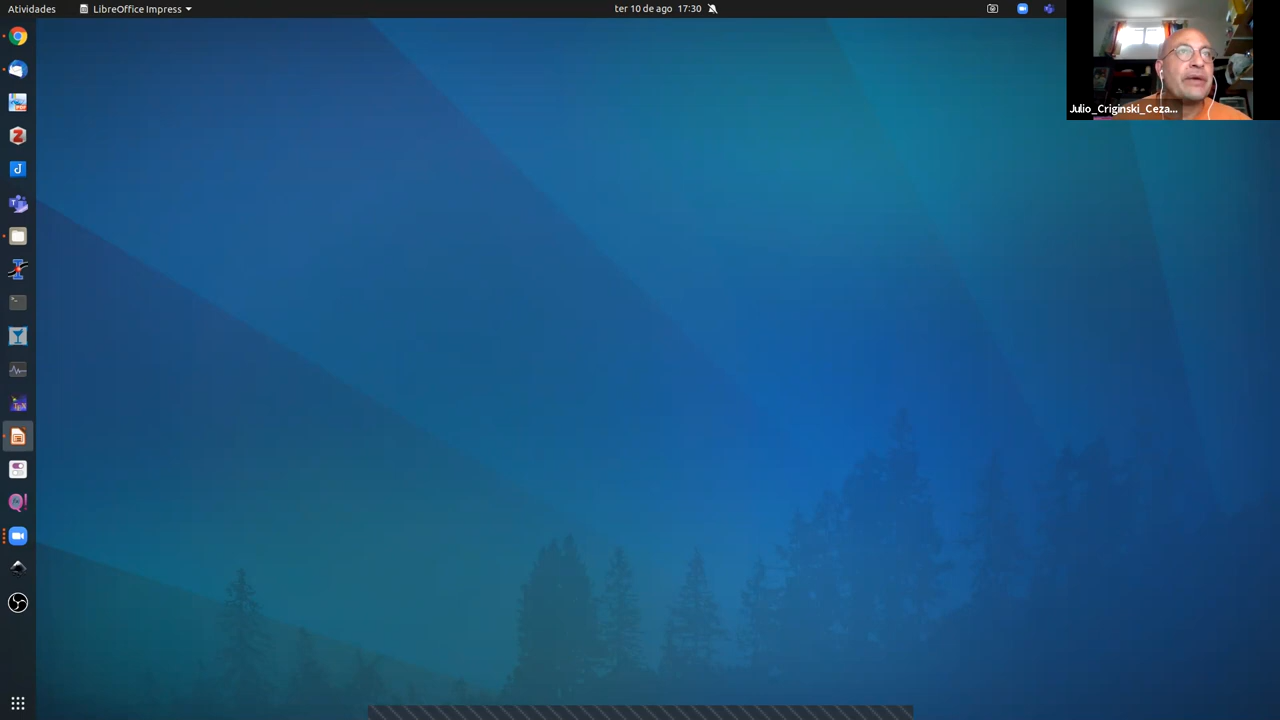 Atividades
LibreOffice Impress
ter 10 de ago 17:30
Julio_Criginski_Ceza...